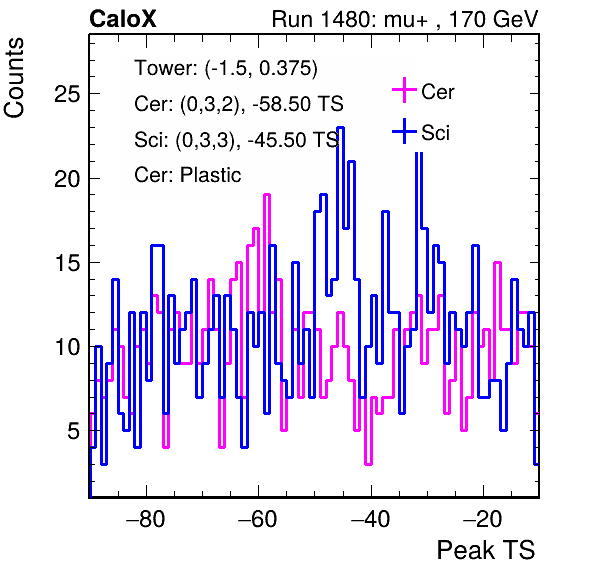 CaloX Run 1480: mu+ , 170 GeV
Counts
Tower: (-1.5, 0.375)
Cer: (0,3,2), -58.50 TS
Sci: (0,3,3), -45.50 TS
Cer: Plastic
Cer
Sci
25
20
15
10
5
−80 −60 −40 −20
Peak TS